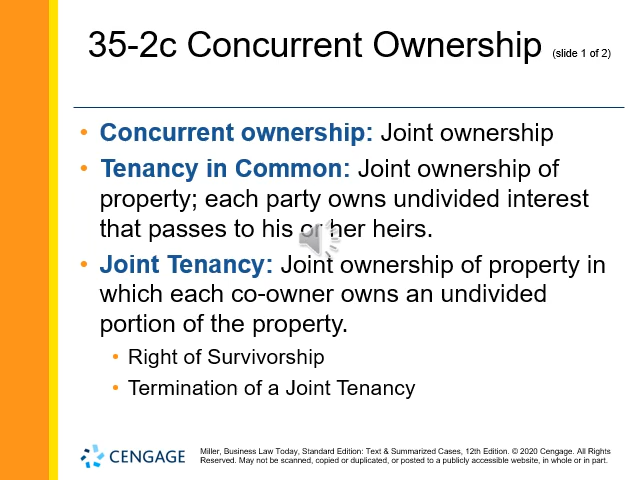 35-2c Concurrent Ownership (slide 1 of 2)
• Concurrent ownership: Joint ownership
• Tenancy in Common: Joint ownership of
property; each party owns undivided interest
that passes to his or her heirs.
• Joint Tenancy: Joint ownership of property in
which each co-owner owns an undivided
portion of the property.
• Right of Survivorship
• Termination of a Joint Tenancy
CENGAGE
Miller, Business Law Today, Standard Edition: Text & Summarized Cases, 12th Edition. © 2020 Cengage. All Rights
Reserved. May not be scanned, copied or duplicated, or posted to a publicly accessible website, in whole or in part.